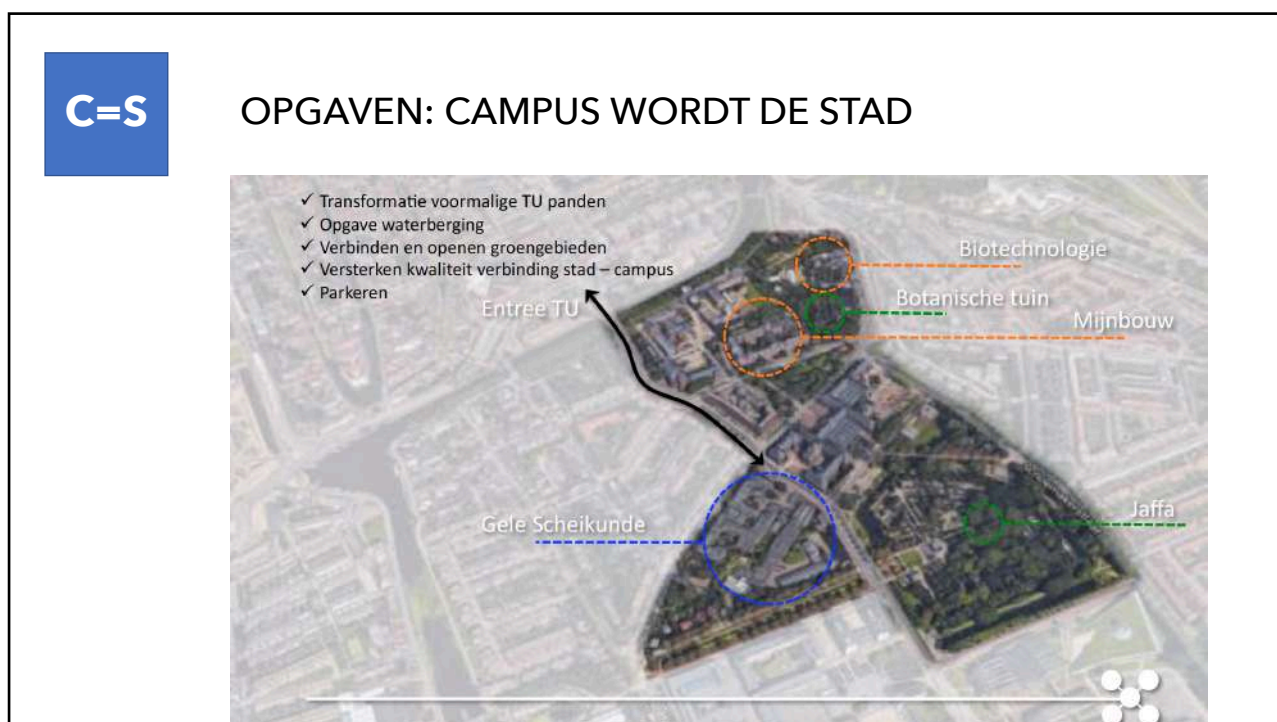 C=S
OPGAVEN: CAMPUS WORDT DE STAD
✓ Transformatie voormalige TU panden
✓ Opgave waterberging
✓ Verbinden en openen groengebieden
✓ Versterken kwaliteit verbinding stad – campus
✓ Parkeren
Entree TU
Biotechnologie
Botanische tuin
Mijnbouw
Gele Scheikunde
Jaffa